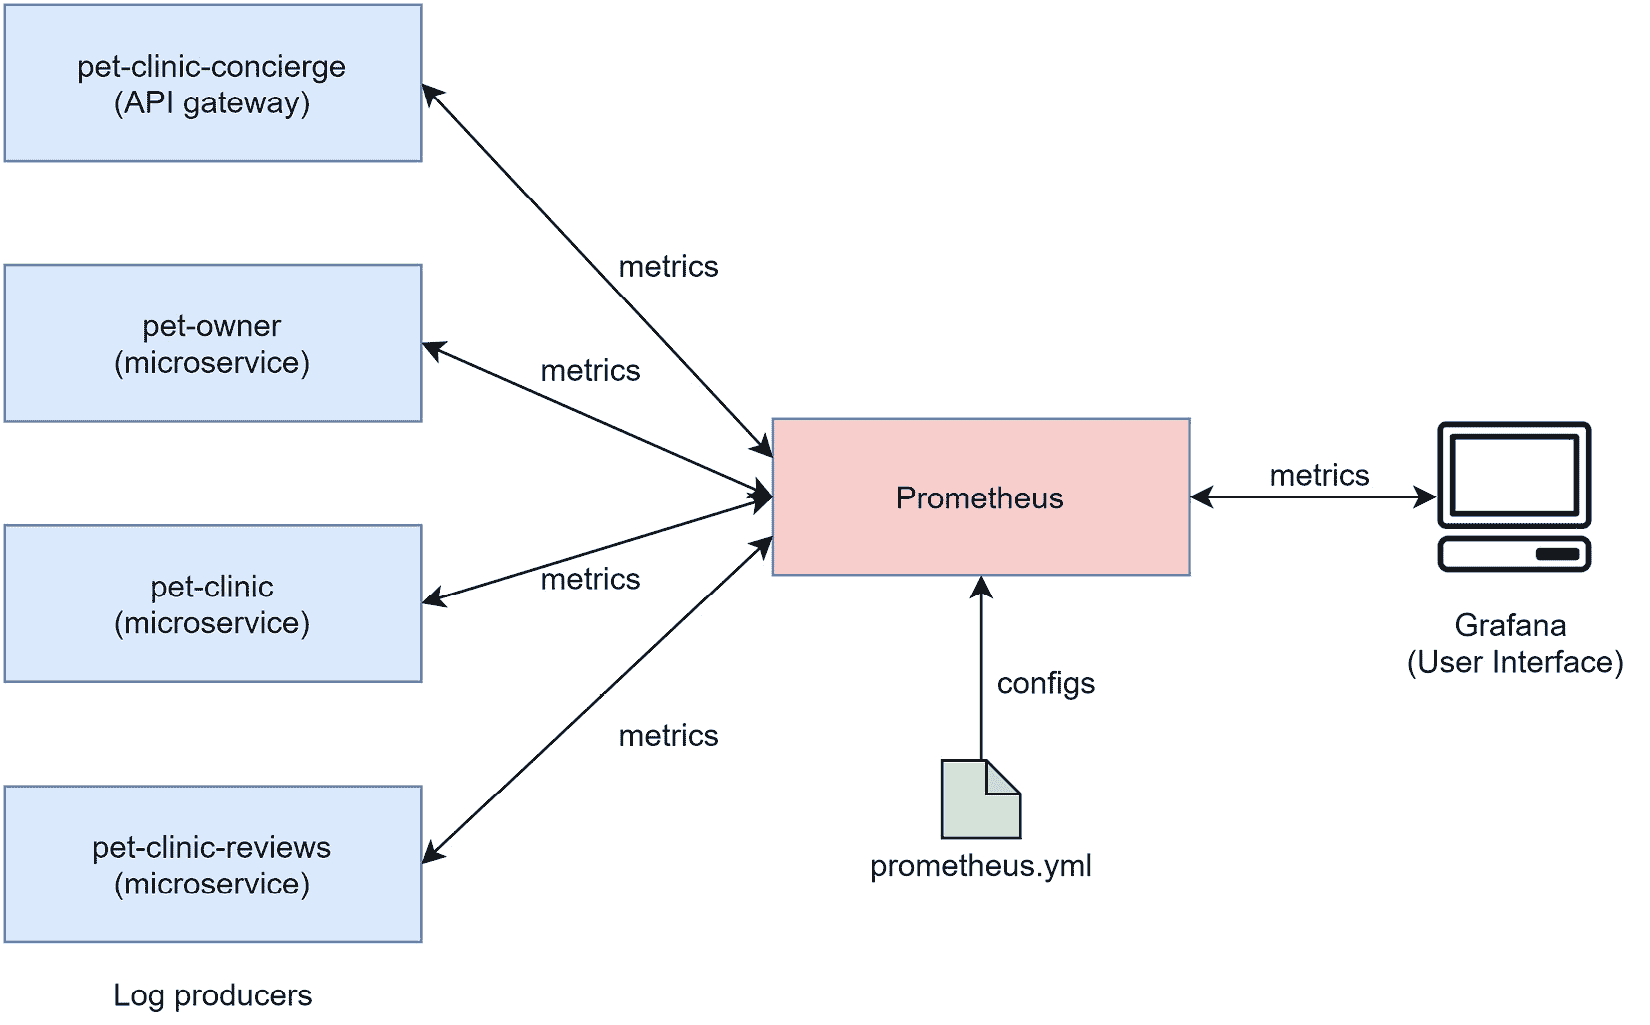 pet-clinic-concierge
(API gateway)
metrics
pet-owner
(microservice)
metrics
pet-clinic
(microservice)
metrics
pet-clinic-reviews
(microservice)
metrics
Log producers
Prometheus
configs
prometheus.yml
metrics
Grafana
(User Interface)